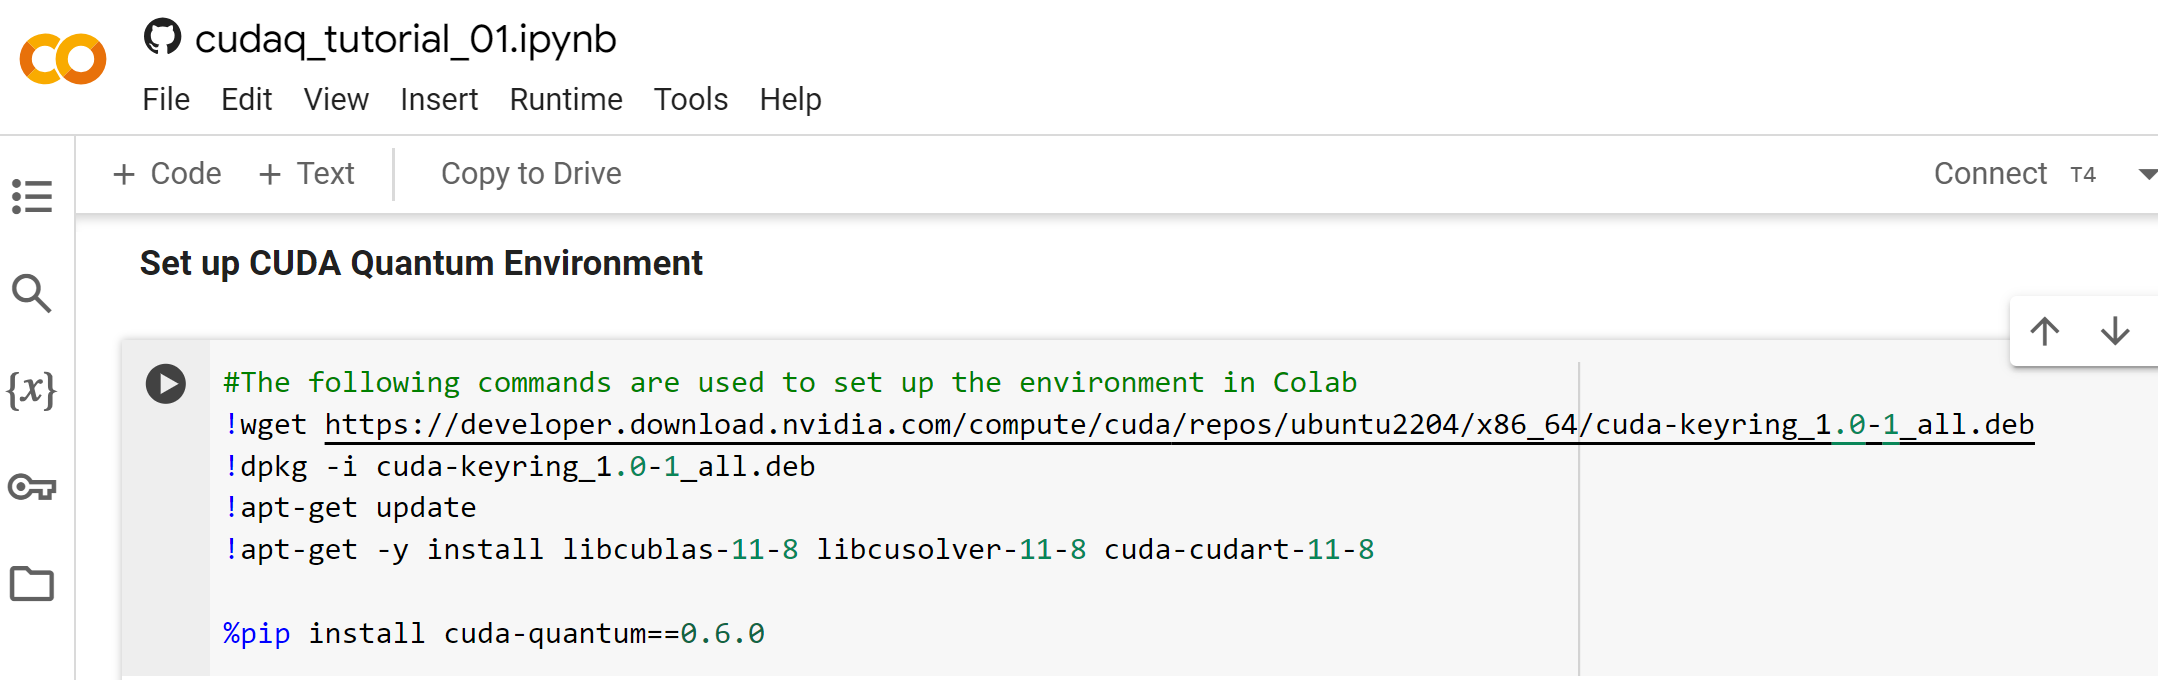 cudaq_tutorial_01.ipynb
File Edit View Insert Runtime Tools Help
+ Code + Text Copy to Drive Connect T4
Set up CUDA Quantum Environment
{x}
#The following commands are used to set up the environment in Colab
!wget https://developer.download.nvidia.com/compute/cuda/repos/ubuntu2204/x86_64/cuda-keyring_1.0-1_all.deb
!dpkg -i cuda-keyring_1.0-1_all.deb
!apt-get update
!apt-get -y install libcublas-11-8 libcusolver-11-8 cuda-cudart-11-8
%pip install cuda-quantum==0.6.0